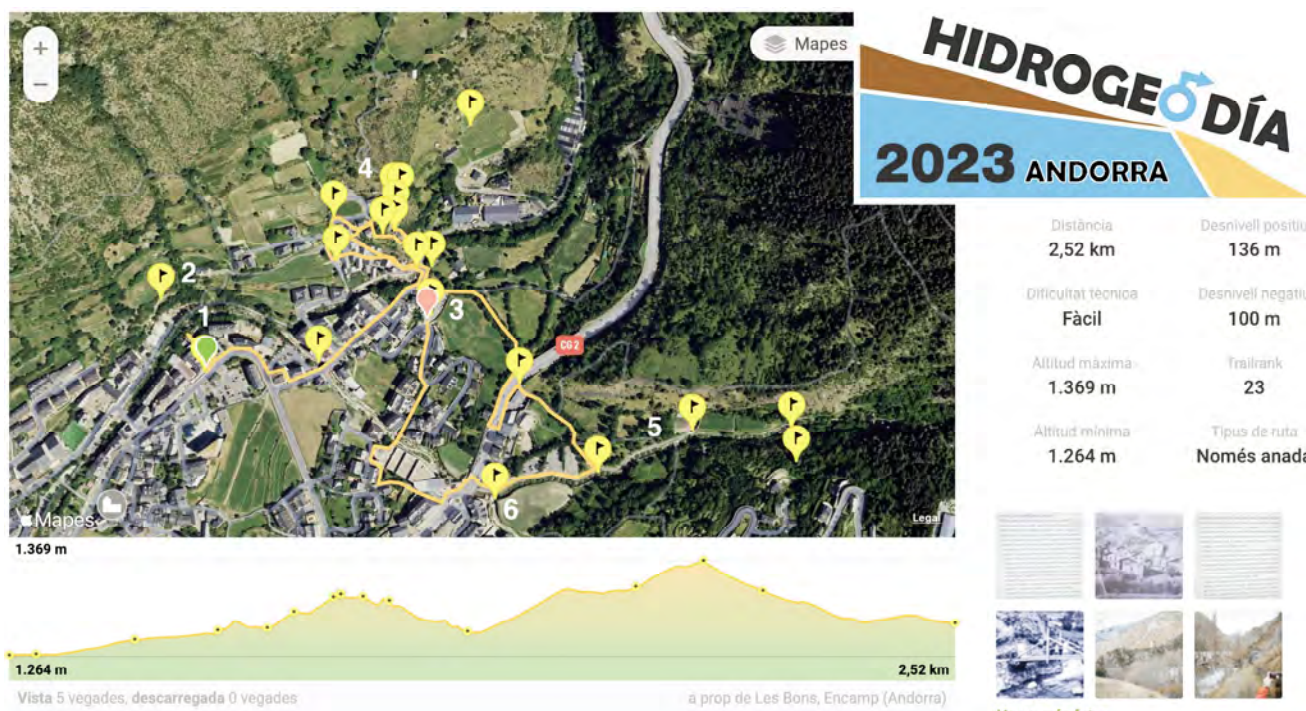 +
−
Mapes
HIDROGEODÍA
2023 ANDORRA
4
2
1
3
CG2
5
6
Mapes
Legal
Distància
2,52 km
Desnivell positiu
136 m
Dificultat tècnica
Fàcil
Desnivell negatiu
100 m
Altitud màxima
1.369 m
Trailrank
23
Altitud mínima
1.264 m
Tipus de ruta
Només anada
1.369 m
1.264 m
2,52 km
Vista 5 vegades, descarregada 0 vegades
a prop de Les Bons, Encamp (Andorra)